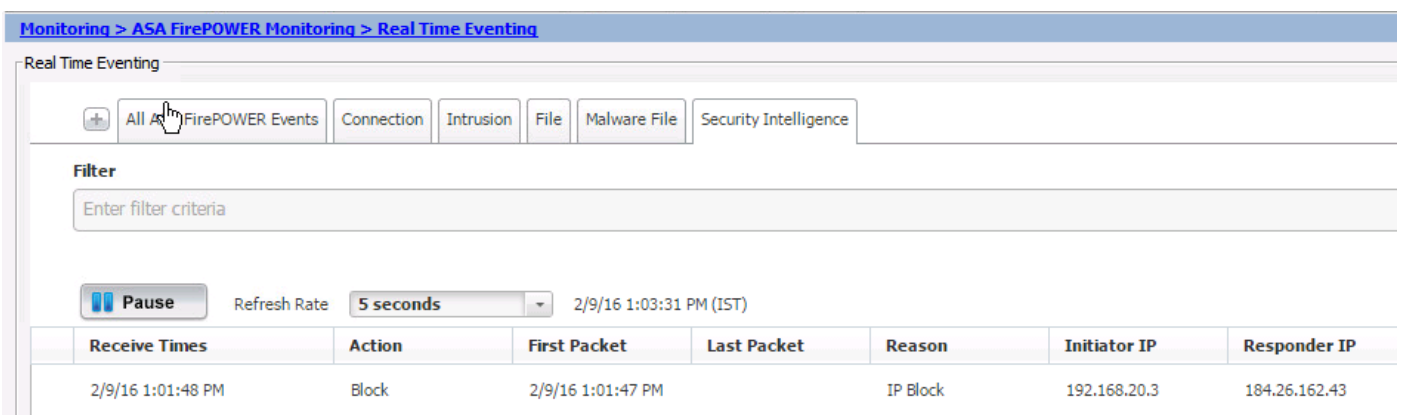 Monitoring > ASA FirePOWER Monitoring > Real Time Eventing
Real Time Eventing
All A FirePOWER Events Connection Intrusion File Malware File Security Intelligence
Filter
Enter filter criteria
Pause Refresh Rate 5 seconds 2/9/16 1:03:31 PM (IST)
Receive Times Action First Packet Last Packet Reason Initiator IP Responder IP
2/9/16 1:01:48 PM Block 2/9/16 1:01:47 PM IP Block 192.168.20.3 184.26.162.43